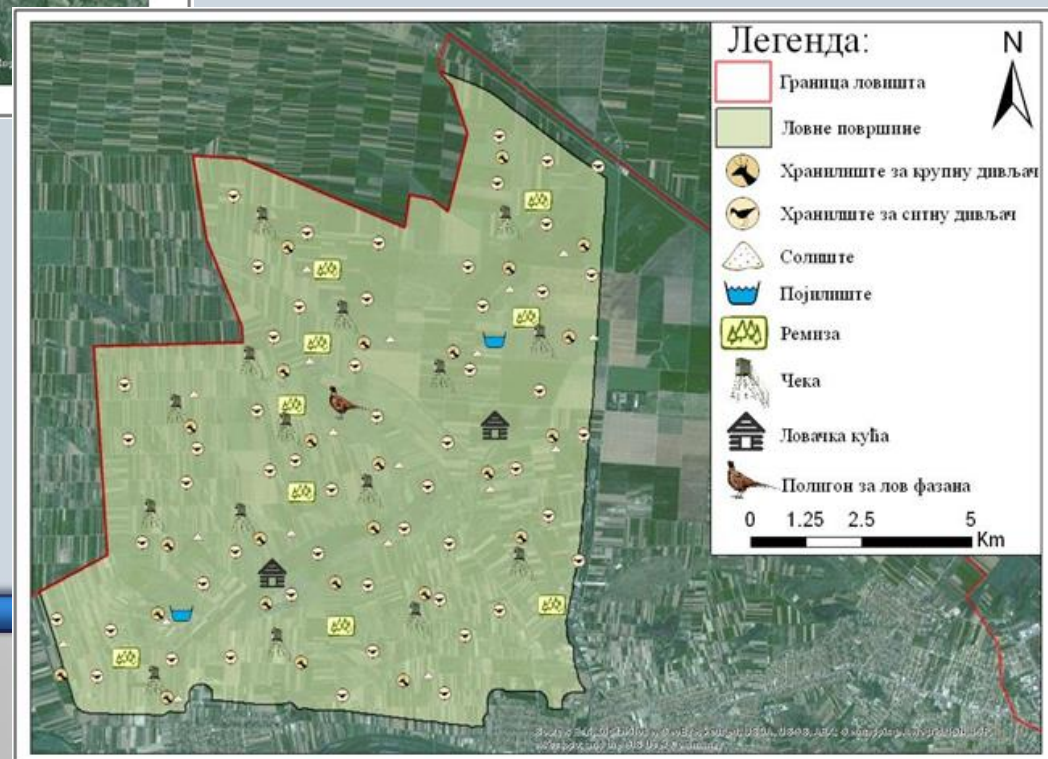 Легенда:
N
Граница ловишта
Ловне површине
Хранилиште за крупну дивљач
Хранилште за ситну дивљач
Солиште
Појилиште
Ремиза
Чека
Ловачка кућа
Полигон за лов фазана
0 1.25 2.5 5
Km